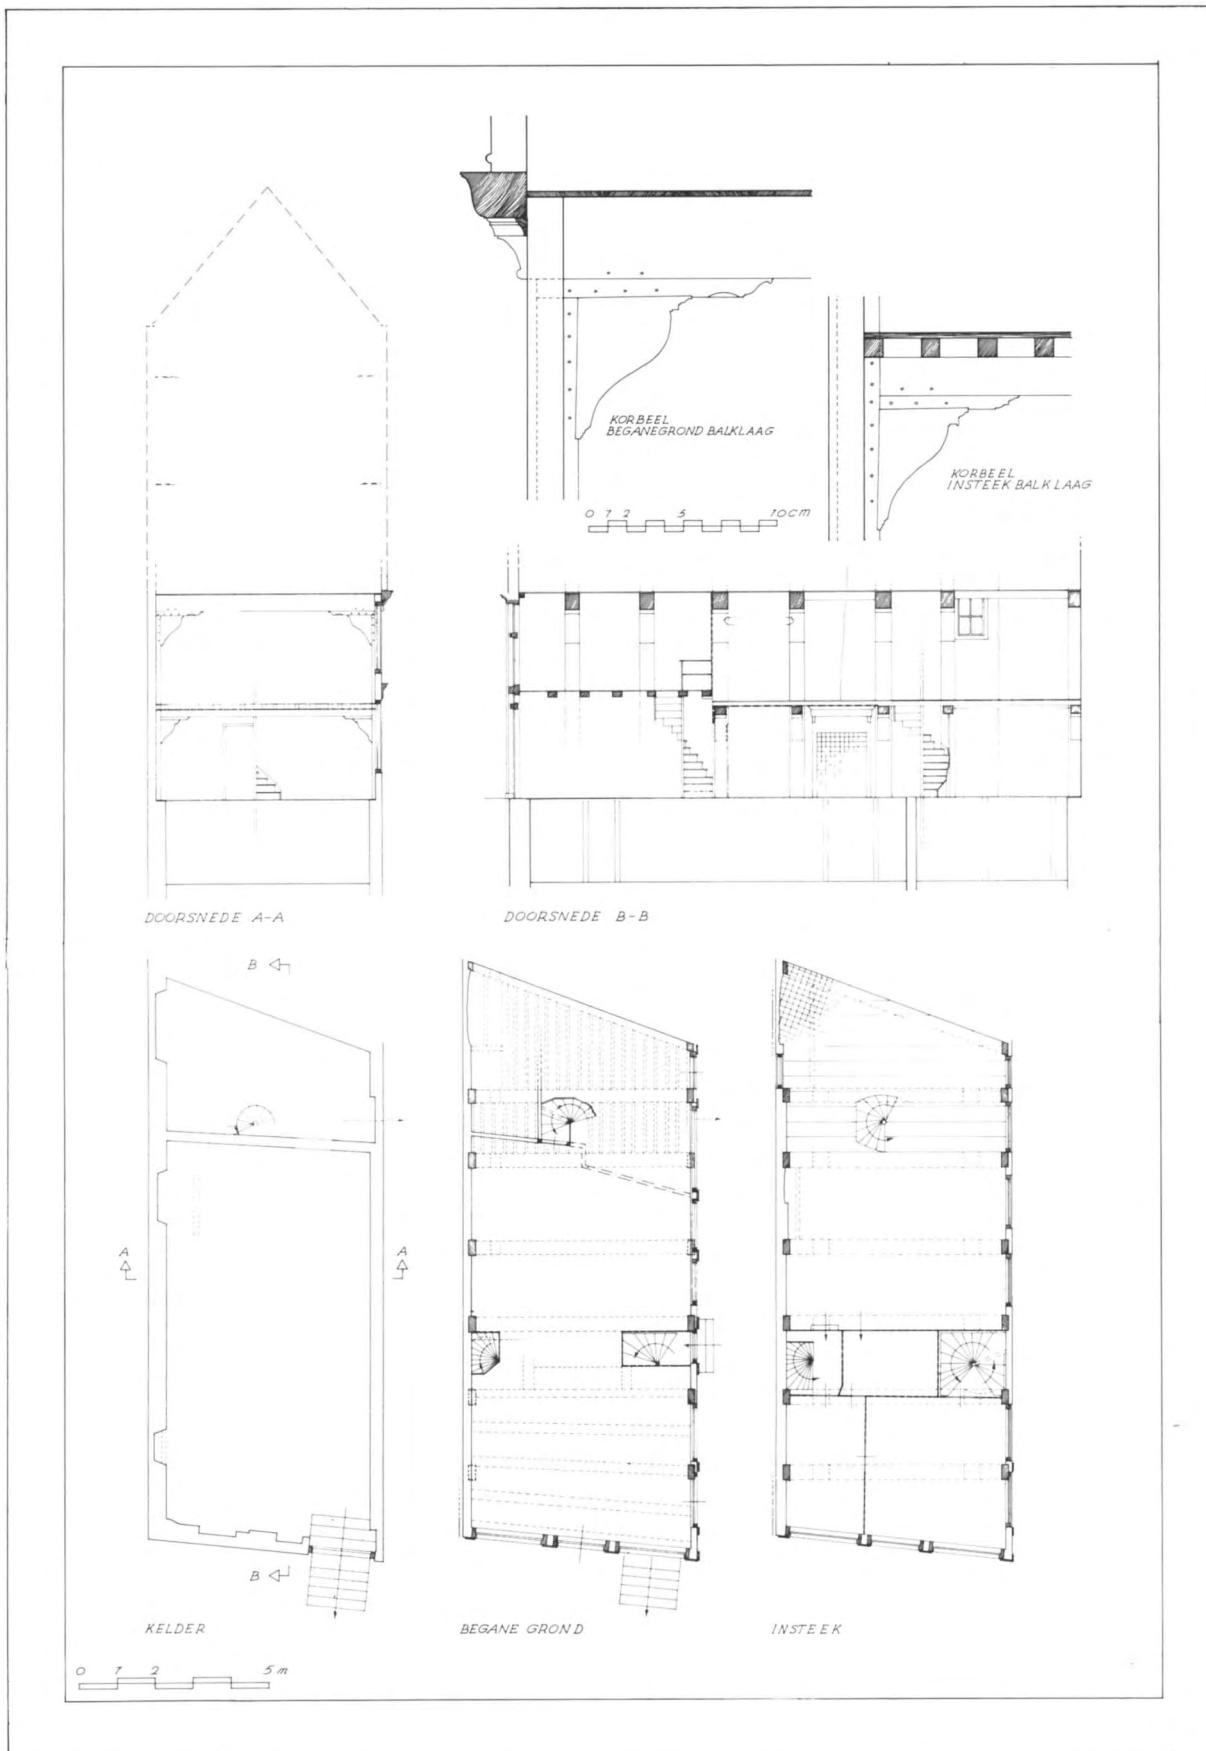 KORBEEL
BEGANEGROND BALKLAAG
KORBEEL
INSTEEK BALKLAAG
0 1 2 5 10cm
DOORSNEDE A-A
DOORSNEDE B-B
B
A
A
B
KELDER
BEGANE GROND
INSTEEK
0 1 2 5 m